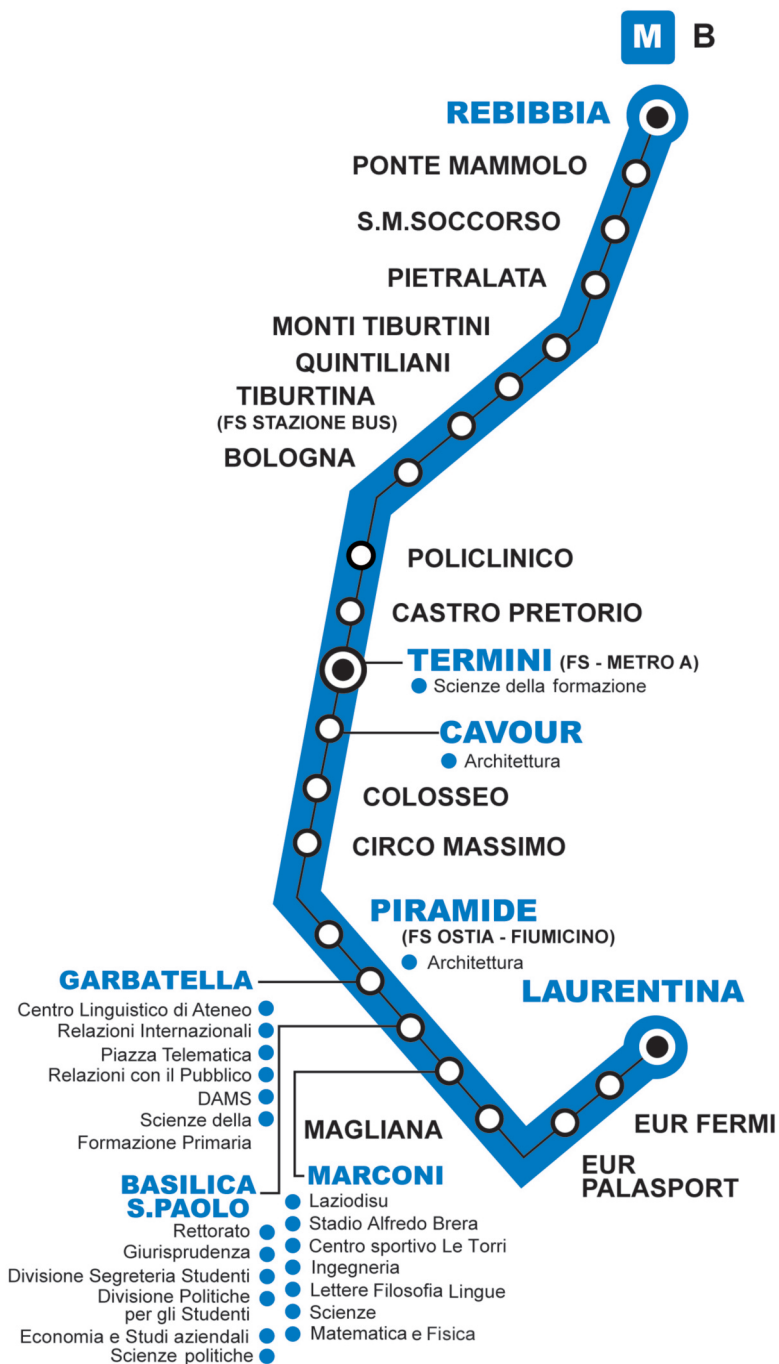 M B
REBIBBIA
PONTE MAMMOLO
S.M.SOCCORSO
PIETRALATA
MONTI TIBURTINI
QUINTILIANI
TIBURTINA
(FS STAZIONE BUS)
BOLOGNA
POLICLINICO
CASTRO PRETORIO
TERMINI (FS - METRO A)
Scienze della formazione
CAVOUR
Architettura
COLOSSEO
CIRCO MASSIMO
PIRAMIDE
(FS OSTIA - FIUMICINO)
Architettura
GARBATELLA
Centro Linguistico di Ateneo
Relazioni Internazionali
Piazza Telematica
Relazioni con il Pubblico
DAMS
Scienze della
Formazione Primaria
BASILICA
S.PAOLO
Rettorato
Giurisprudenza
Divisione Segreteria Studenti
Divisione Politiche
per gli Studenti
Economia e Studi aziendali
Scienze politiche
MARCONI
Laziodisu
Stadio Alfredo Brera
Centro sportivo Le Torri
Ingegneria
Lettere Filosofia Lingue
Scienze
Matematica e Fisica
MAGLIANA
EUR
PALASPORT
EUR FERMI
LAURENTINA